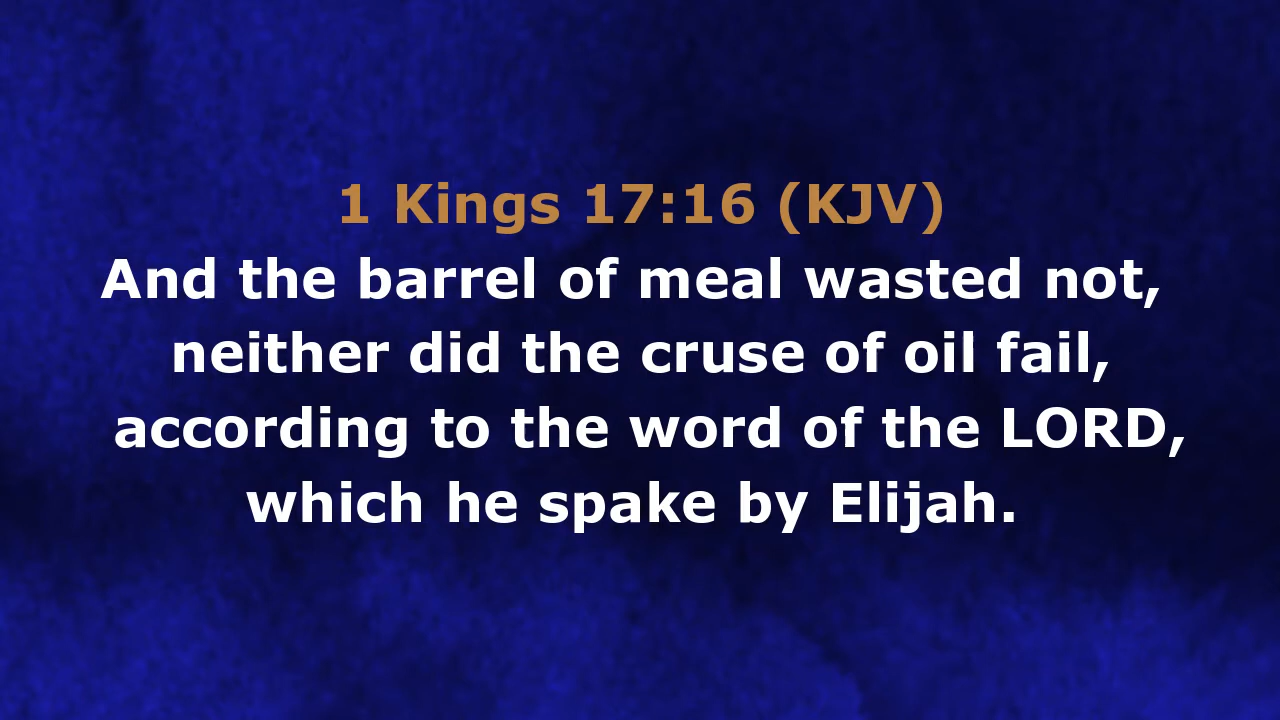 1 Kings 17:16 (KJV)
And the barrel of meal wasted not,
neither did the cruse of oil fail,
according to the word of the LORD,
which he spake by Elijah.